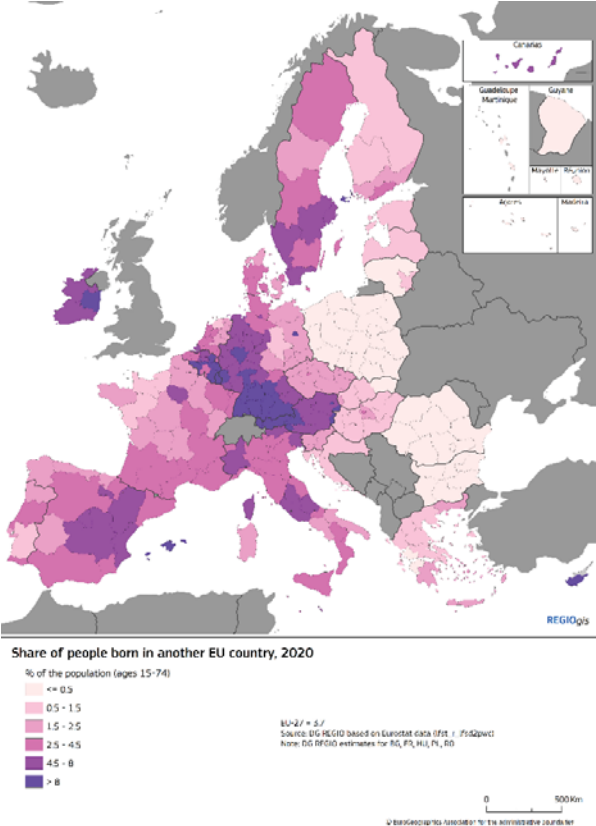 Canarias
Guadeloupe
Martinique
Guyane
Mayotte
Réunion
Açores
Madeira
REGIOgis
Share of people born in another EU country, 2020
% of the population (ages 15-74)
<= 0.5
0.5 - 1.5
1.5 - 2.5
2.5 - 4.5
4.5 - 8
> 8
EU-27 = 3.7
Source: DG REGIO based on Eurostat data (lfst_r_lfsd2pwc)
Note: DG REGIO estimates for BG, FR, HU, PL, RO
0 500 Km
© EuroGeographics Association for the administrative boundaries